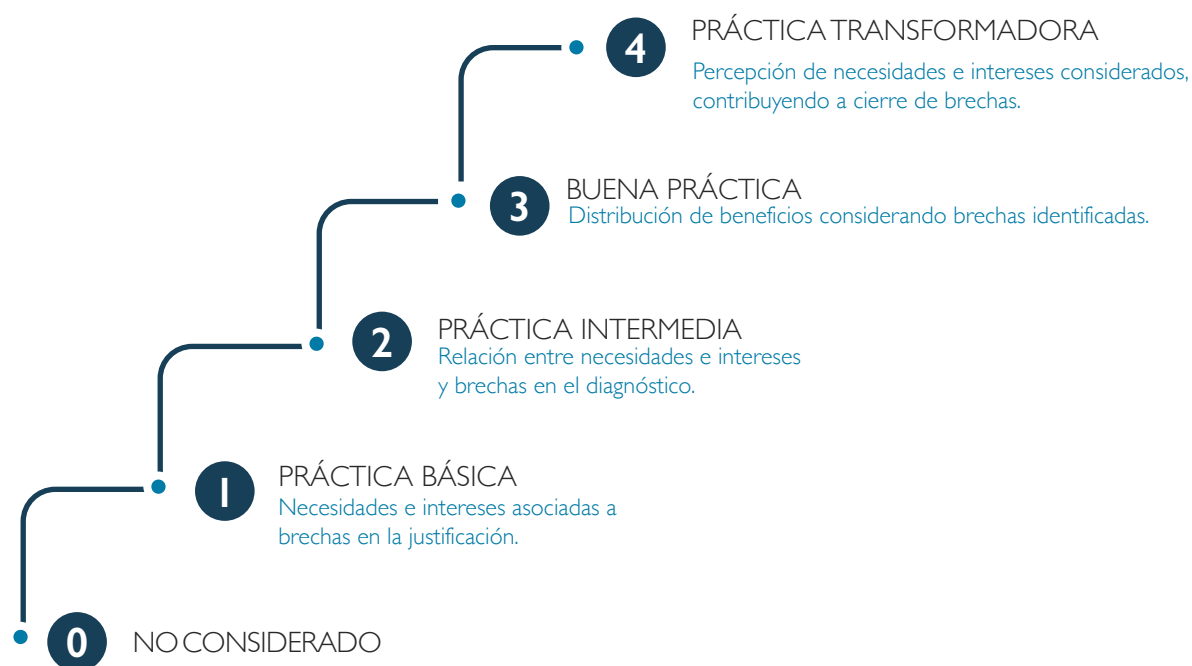 4
PRÁCTICA TRANSFORMADORA
Percepción de necesidades e intereses considerados,
contribuyendo a cierre de brechas.
3
BUENA PRÁCTICA
Distribución de beneficios considerando brechas identificadas.
2
PRÁCTICA INTERMEDIA
Relación entre necesidades e intereses
y brechas en el diagnóstico.
1
PRÁCTICA BÁSICA
Necesidades e intereses asociadas a
brechas en la justificación.
0
NO CONSIDERADO